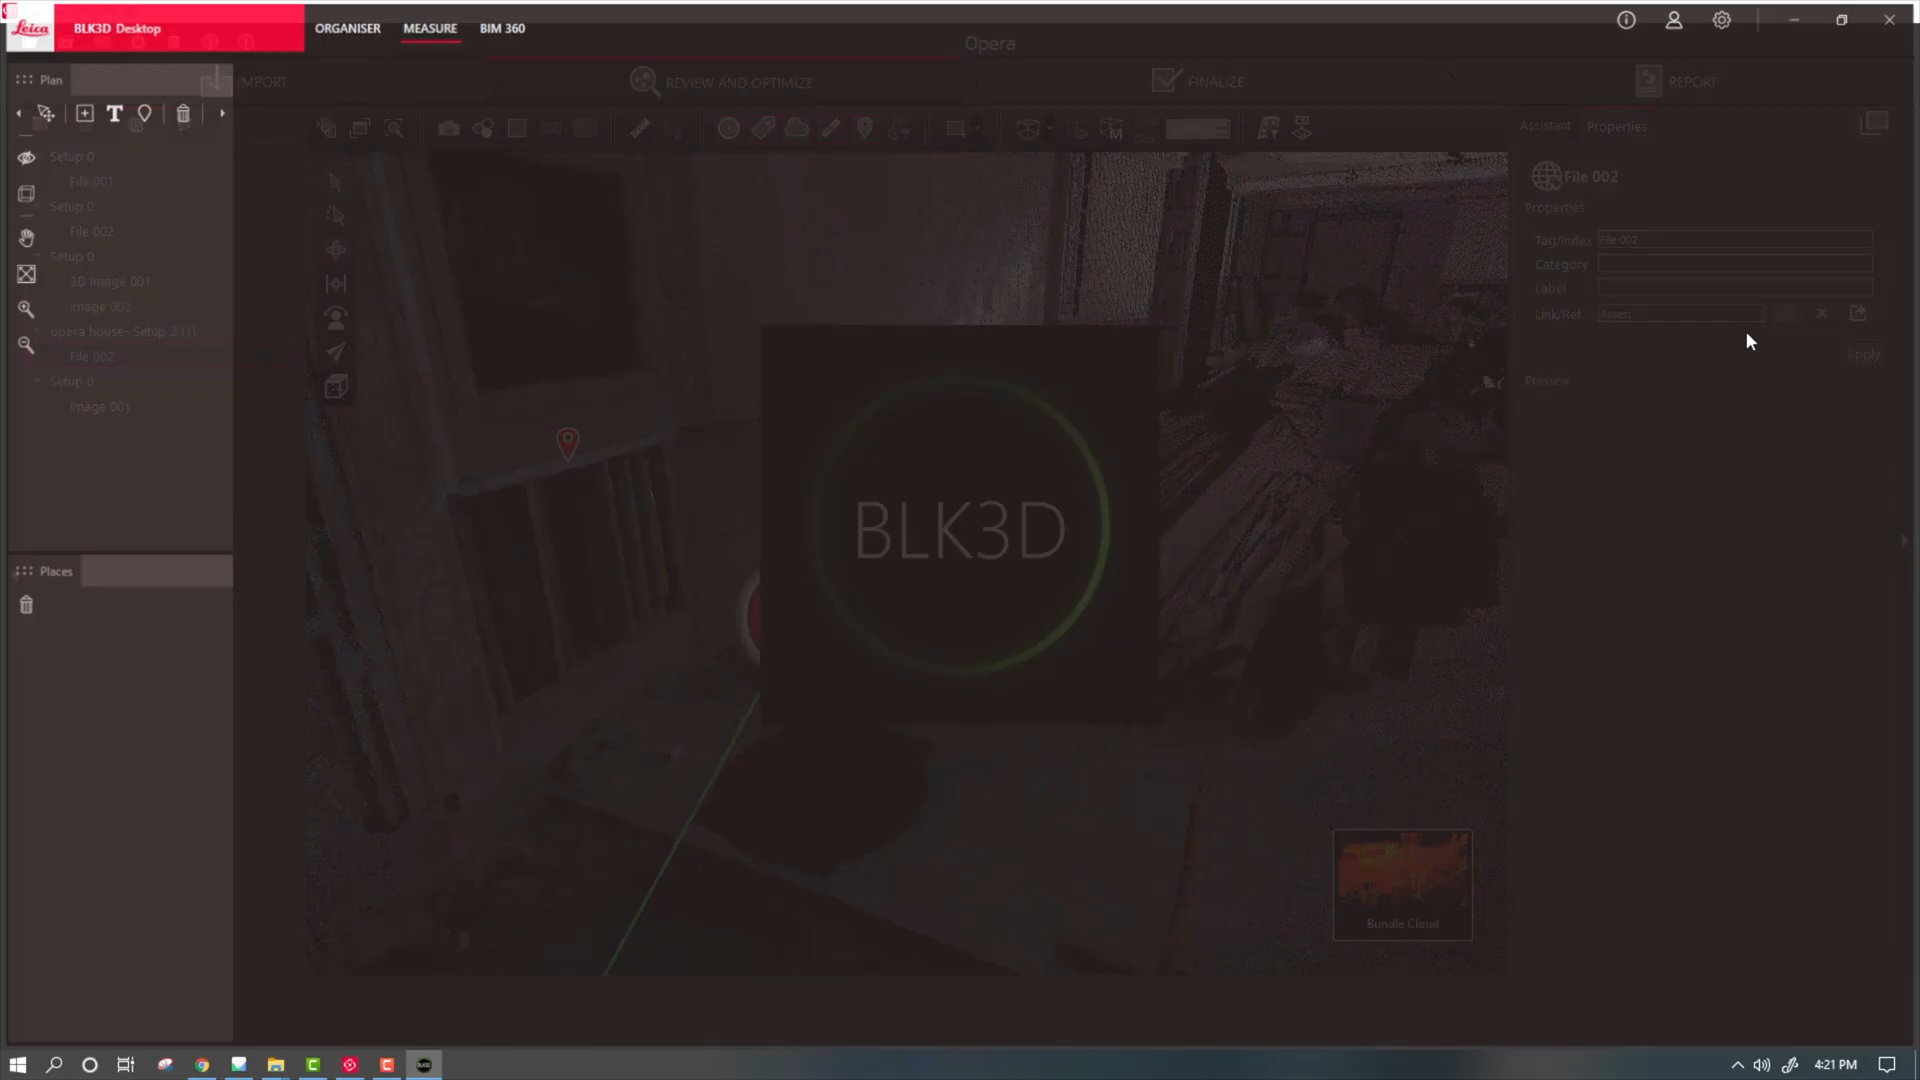 Leica BLK3D Desktop ORGANISER MEASURE BIM 360
Opera
Plan IMPORT REVIEW AND OPTIMIZE FINALIZE REPORT
Assistant Properties
Setup 0
File 001
Setup 0
File 002
Setup 0
3D Image 001
Image 002
opera house- Setup 2 (1)
File 002
Setup 0
Image 001
Places
File 002
Properties
Tag/Index File 002
Category
Label
Link/Ref Asset:
Apply
Preview
BLK3D
Bundle Cloud
4:21 PM